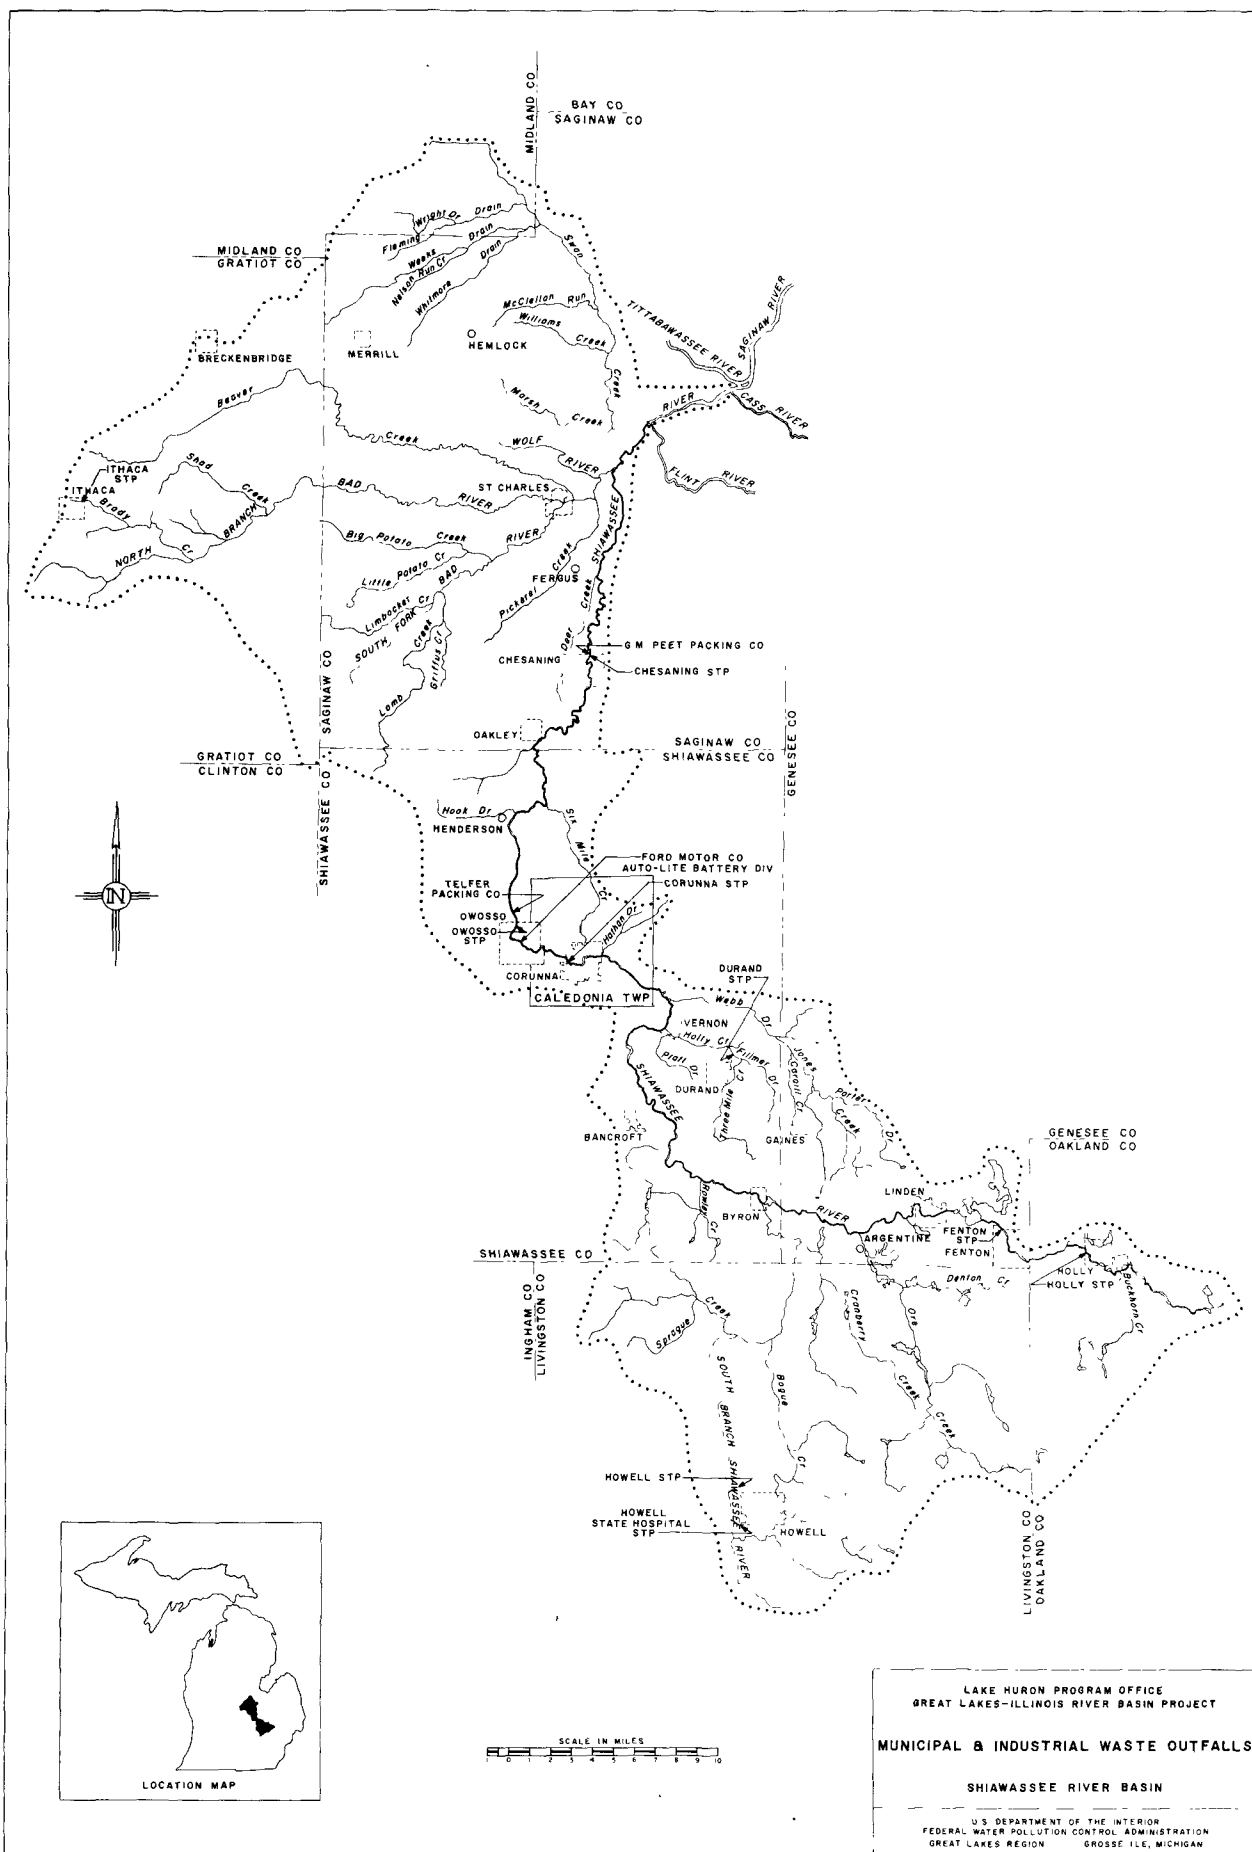 MIDLAND CO
BAY CO
SAGINAW CO
Wright Dr
Drain
Fleming
Drain
Weeks
Nelson Run Cr
Drain
Whitmore
Swan
MIDLAND CO
GRATIOT CO
McClellan Run
Williams
Creek
TITTABAWASSEE RIVER
SAGINAW RIVER
BRECKENBRIDGE
MERRILL
HEMLOCK
Creek
Beaver
Marsh
Creek
RIVER
CASS RIVER
Creek
WOLF
RIVER
FLINT RIVER
ITHACA
STP
ITHACA
Shad
Creek
Brady
Cr
NORTH
BRANCH
BAD
RIVER
ST CHARLES
SHIAWASSEE
Big Potato Creek
RIVER
Little Potato Cr
BAD
Creek
FERGUS
Pickerel
Limbocker Cr
SOUTH FORK
Creek
Griffus Cr
Creek
Deer
G M PEET PACKING CO
CHESANING
CHESANING STP
Lamb
SAGINAW CO
SHIAWASSEE CO
OAKLEY
SAGINAW CO
SHIAWASSEE CO
GENESEE CO
GRATIOT CO
CLINTON CO
Hook Dr
HENDERSON
Six
Mile
Cr
N
FORD MOTOR CO
AUTO-LITE BATTERY DIV
CORUNNA STP
TELFER
PACKING CO
OWOSSO
OWOSSO
STP
Hathan Dr
CORUNNA
CALEDONIA TWP
DURAND
STP
Webb
Dr
VERNON
Holly Cr
Fillmer
Dr
Jones
Creek
Platt Dr
DURAND
Three Mile
Cr
Porter
Dr
SHIAWASSEE
BANCROFT
GAINES
GENESEE CO
OAKLAND CO
Rowley
Cr
BYRON
RIVER
LINDEN
ARGENTINE
FENTON
STP
FENTON
SHIAWASSEE CO
HOLLY
HOLLY STP
Denton Cr
Buckhorn Cr
INGHAM CO
LIVINGSTON CO
Creek
Sprague
Cranberry
Creek
Ore
Creek
SOUTH BRANCH SHIAWASSEE RIVER
Bogue
Cr
HOWELL STP
HOWELL
STATE HOSPITAL
STP
HOWELL
LIVINGSTON CO
OAKLAND CO
LOCATION MAP
SCALE IN MILES
1 0 1 2 3 4 5 6 7 8 9 10
LAKE HURON PROGRAM OFFICE
GREAT LAKES-ILLINOIS RIVER BASIN PROJECT
MUNICIPAL & INDUSTRIAL WASTE OUTFALLS
SHIAWASSEE RIVER BASIN
U S DEPARTMENT OF THE INTERIOR
FEDERAL WATER POLLUTION CONTROL ADMINISTRATION
GREAT LAKES REGION GROSSE ILE, MICHIGAN